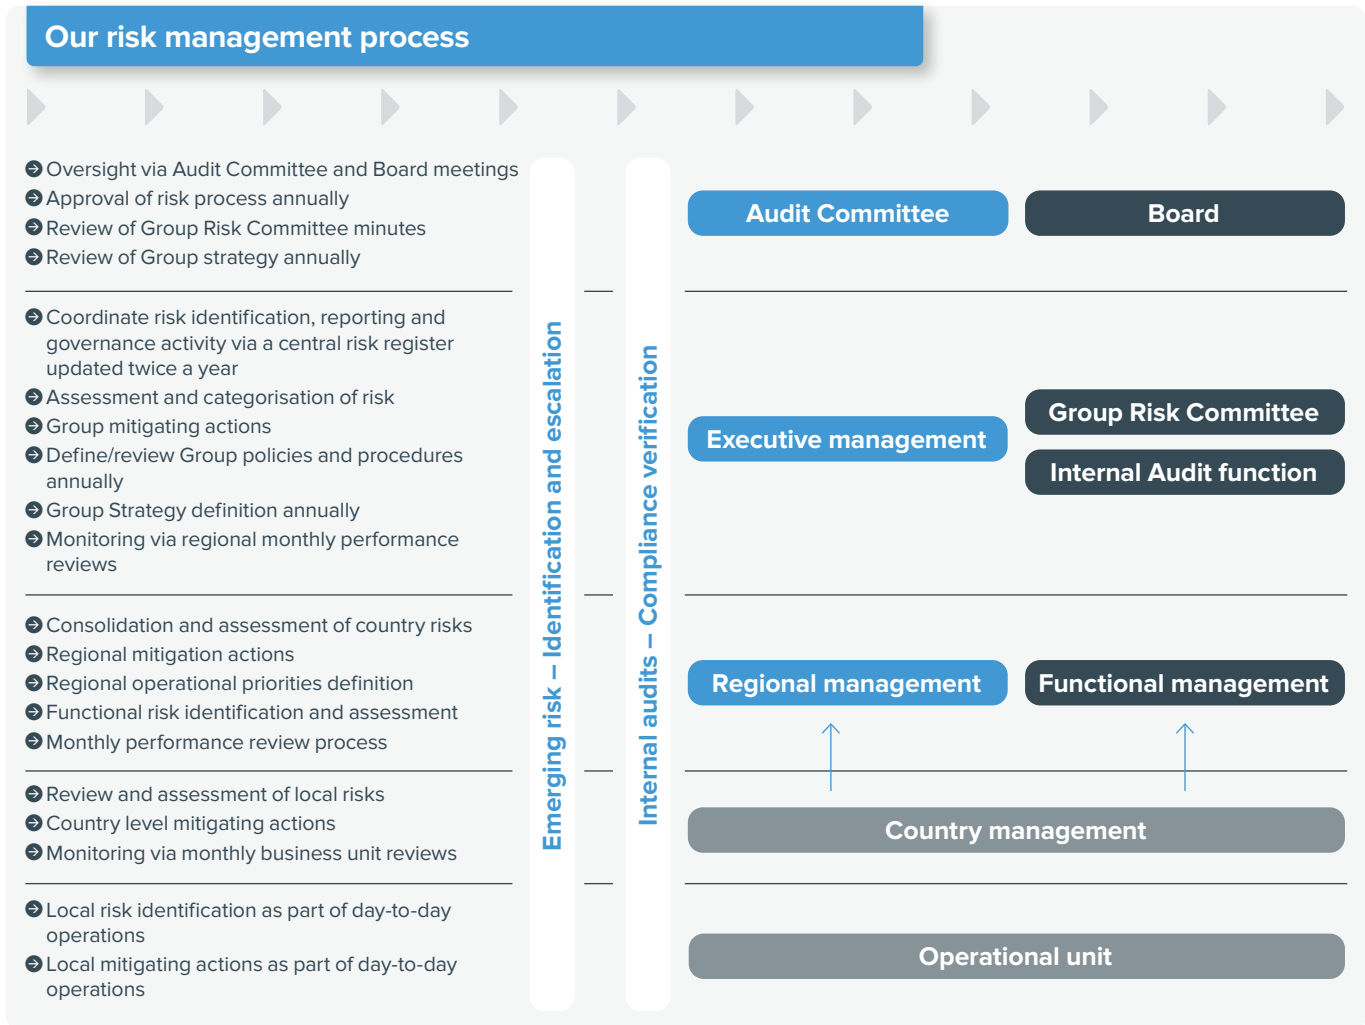 Our risk management process
Oversight via Audit Committee and Board meetings
Approval of risk process annually
Review of Group Risk Committee minutes
Review of Group strategy annually
Audit Committee
Board
Coordinate risk identification, reporting and
governance activity via a central risk register
updated twice a year
Assessment and categorisation of risk
Group mitigating actions
Define/review Group policies and procedures
annually
Group Strategy definition annually
Monitoring via regional monthly performance
reviews
Executive management
Group Risk Committee
Internal Audit function
Consolidation and assessment of country risks
Regional mitigation actions
Regional operational priorities definition
Functional risk identification and assessment
Monthly performance review process
Regional management
Functional management
Review and assessment of local risks
Country level mitigating actions
Monitoring via monthly business unit reviews
Country management
Local risk identification as part of day-to-day
operations
Local mitigating actions as part of day-to-day
operations
Operational unit
Emerging risk – Identification and escalation
Internal audits – Compliance verification